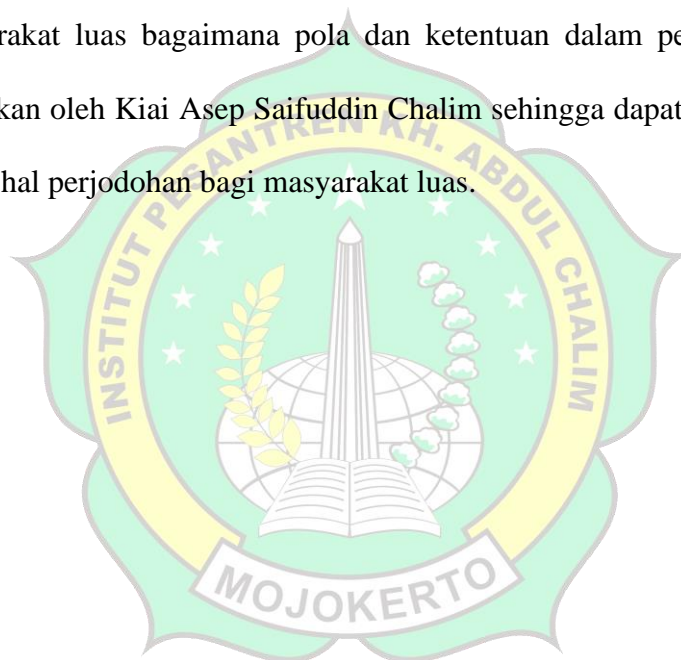 rakat luas bagaimana pola dan ketentuan dalam pe
kan oleh Kiai Asep Saifuddin Chalim sehingga dapat
hal perjodohan bagi masyarakat luas.
INSTITUT PESANTREN KH. ABDUL CHALIM
MOJOKERTO